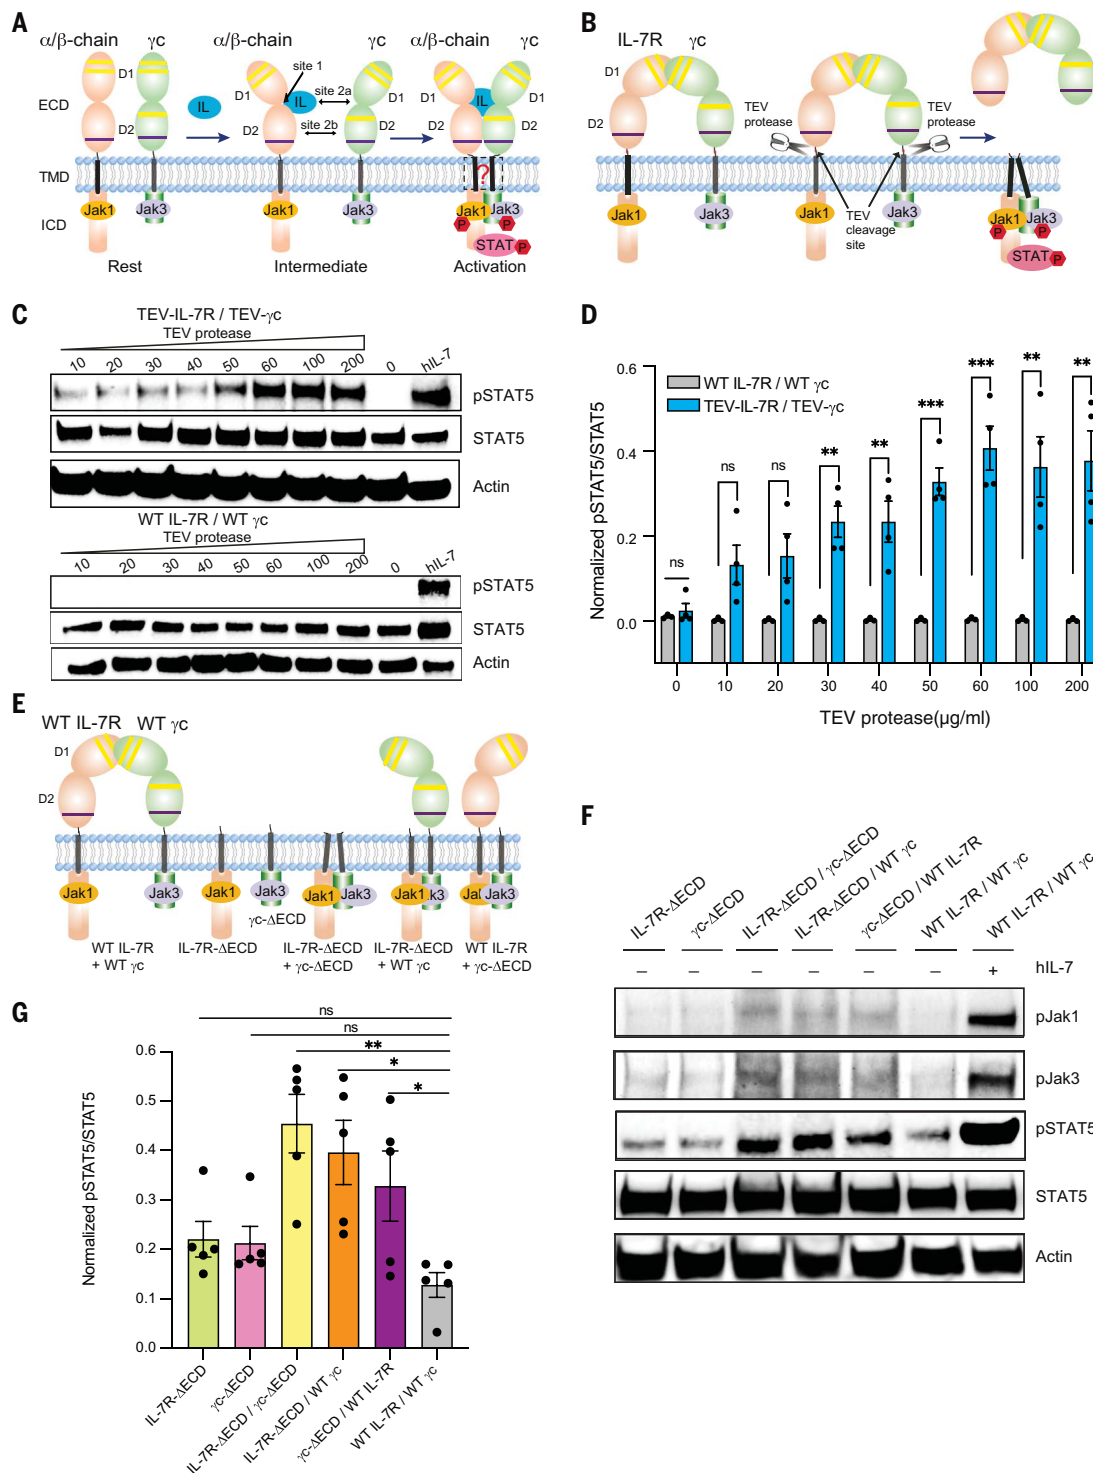 A
α/β-chain γc α/β-chain γc α/β-chain γc
site 1
D1 IL IL site 2a D1 D1 IL D1
ECD
D2 site 2b D2 D2 D2 D2
TMD ?
Jak1 Jak3 Jak1 Jak3 Jak1 Jak3
ICD P P
STAT P
Rest Intermediate Activation
B
IL-7R γc
D1
TEV protease TEV protease
D2
Jak1 Jak3 Jak1 Jak3 Jak1 Jak3
TEV cleavage site
P P
STAT P
C
TEV-IL-7R / TEV-γc
TEV protease
10 20 30 40 50 60 100 200 0 hIL-7
pSTAT5
STAT5
Actin
WT IL-7R / WT γc
TEV protease
10 20 30 40 50 60 100 200 0 hIL-7
pSTAT5
STAT5
Actin
D
Normalized pSTAT5/STAT5
0.6
0.4
0.2
0.0
WT IL-7R / WT γc
TEV-IL-7R / TEV-γc
ns ns ns ** ** *** *** ** **
0 10 20 30 40 50 60 100 200
TEV protease(µg/ml)
E
WT IL-7R WT γc
D1
D2
Jak1 Jak3 Jak1 Jak3 Jak1 Jak3 Jak1 k3 Jak Jak3
γc-ΔECD
WT IL-7R + WT γc
IL-7R-ΔECD
IL-7R-ΔECD + γc-ΔECD
IL-7R-ΔECD + WT γc
WT IL-7R + γc-ΔECD
F
IL-7R-ΔECD
γc-ΔECD
IL-7R-ΔECD / γc-ΔECD
IL-7R-ΔECD / WT γc
γc-ΔECD / WT IL-7R
WT IL-7R / WT γc
WT IL-7R / WT γc
– – – – – – + hIL-7
pJak1
pJak3
pSTAT5
STAT5
Actin
G
Normalized pSTAT5/STAT5
ns
ns
**
*
*
0.6
0.5
0.4
0.3
0.2
0.1
0.0
IL-7R-ΔECD
γc-ΔECD
IL-7R-ΔECD / γc-ΔECD
IL-7R-ΔECD / WT γc
γc-ΔECD / WT IL-7R
WT IL-7R / WT γc